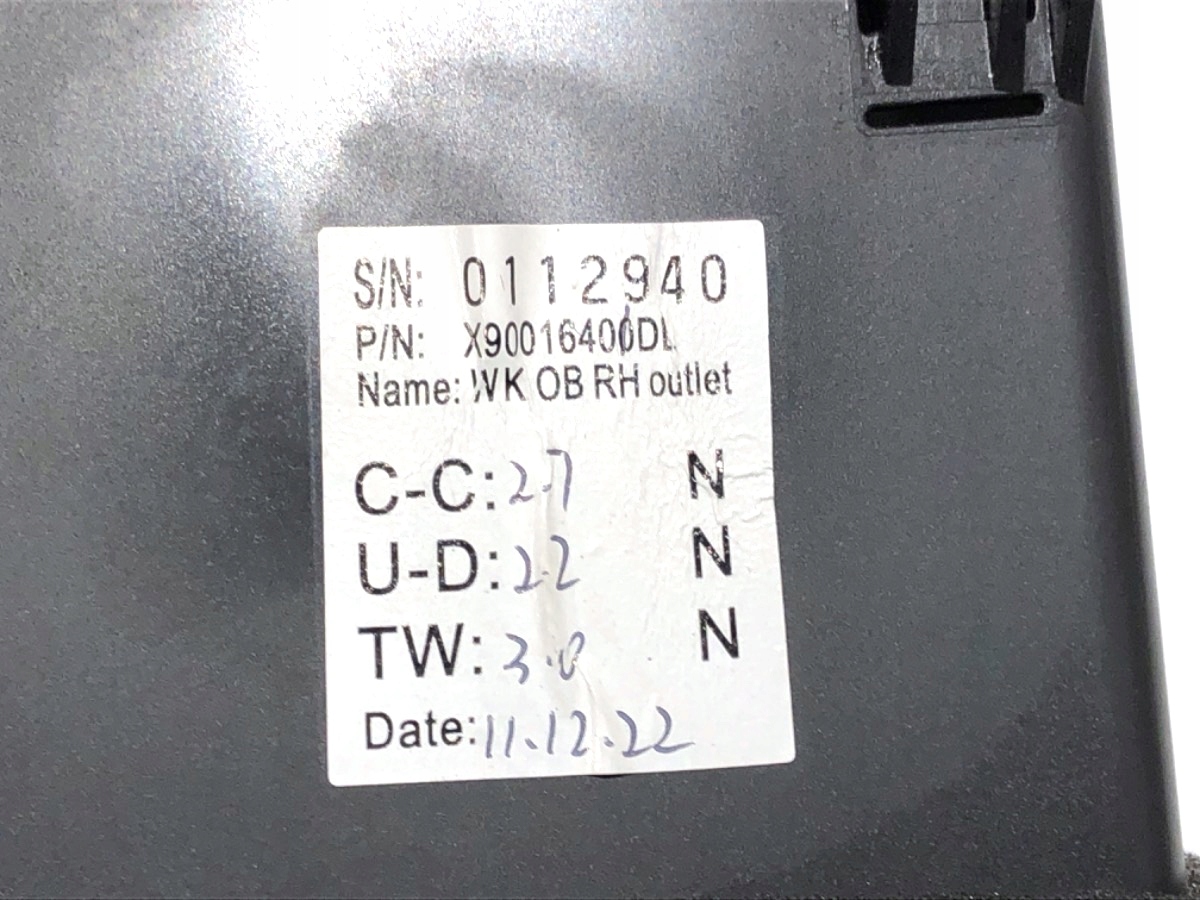 S/N: 0112940
P/N: X90016400DL
Name: WK OB RH outlet
C-C: 2.7 N
U-D: 2.2 N
TW: 3.0 N
Date: 11.12.22